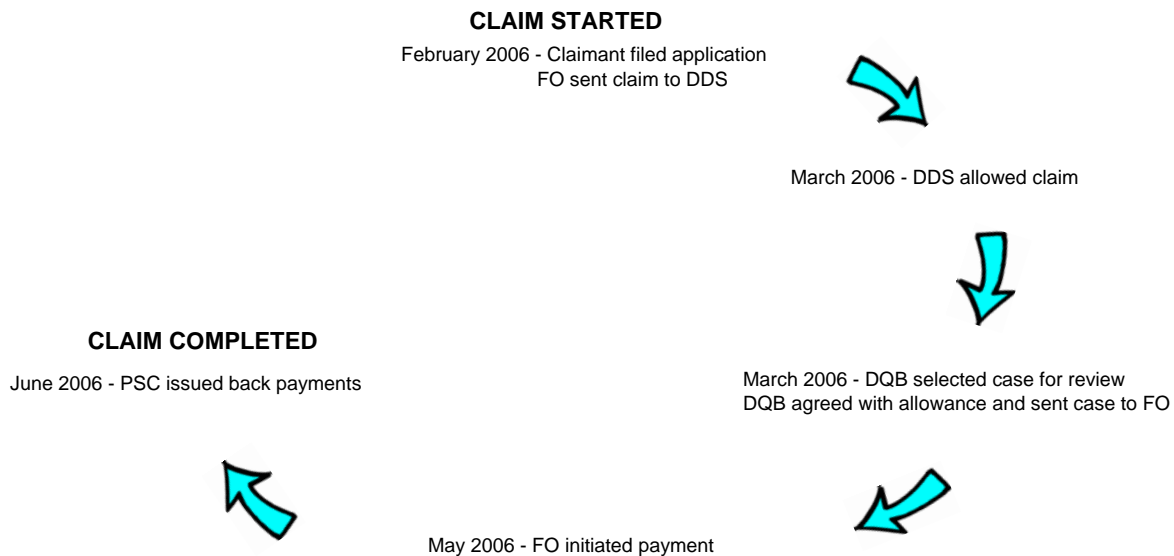 CLAIM STARTED
February 2006 - Claimant filed application
FO sent claim to DDS
March 2006 - DDS allowed claim
March 2006 - DQB selected case for review
DQB agreed with allowance and sent case to FO
May 2006 - FO initiated payment
CLAIM COMPLETED
June 2006 - PSC issued back payments